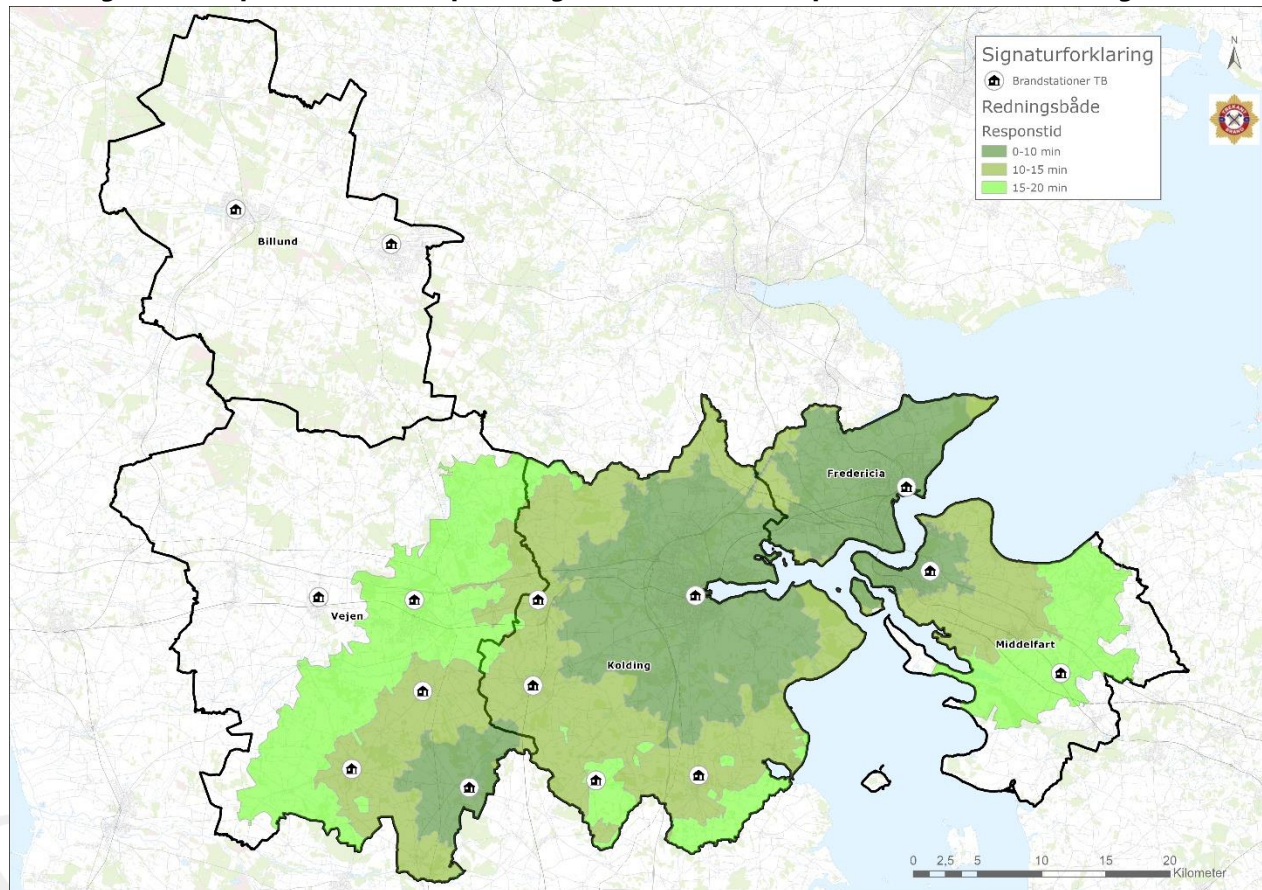 N
Signaturforklaring
Brandstationer TB
Redningsbåde
Responstid
0-10 min
10-15 min
15-20 min
Billund
Fredericia
Vejen
Kolding
Middelfart
0 2,5 5 10 15 20
Kilometer